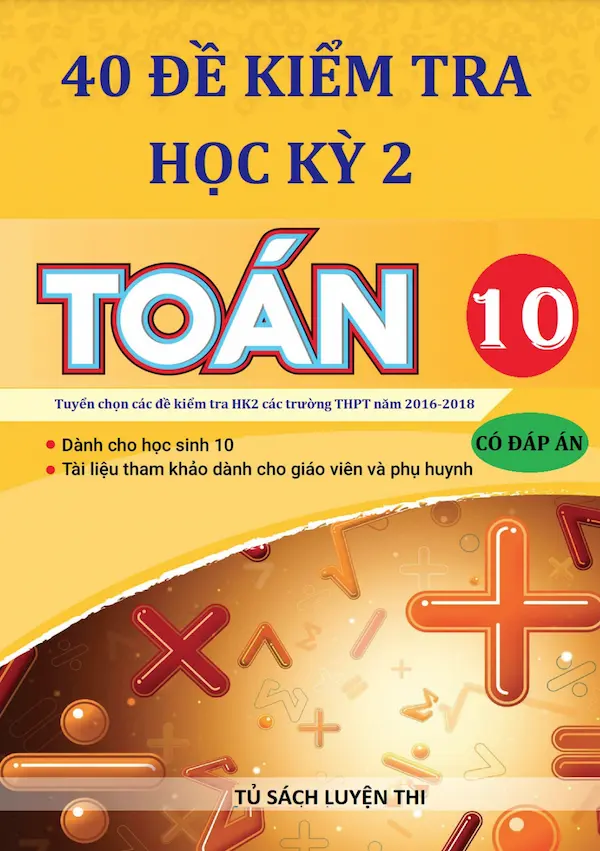 40 ĐỀ KIỂM TRA
HỌC KỲ 2
TOÁN
10
Tuyển chọn các đề kiểm tra HK2 các trường THPT năm 2016-2018
CÓ ĐÁP ÁN
Dành cho học sinh 10
Tài liệu tham khảo dành cho giáo viên và phụ huynh
TỦ SÁCH LUYỆN THI